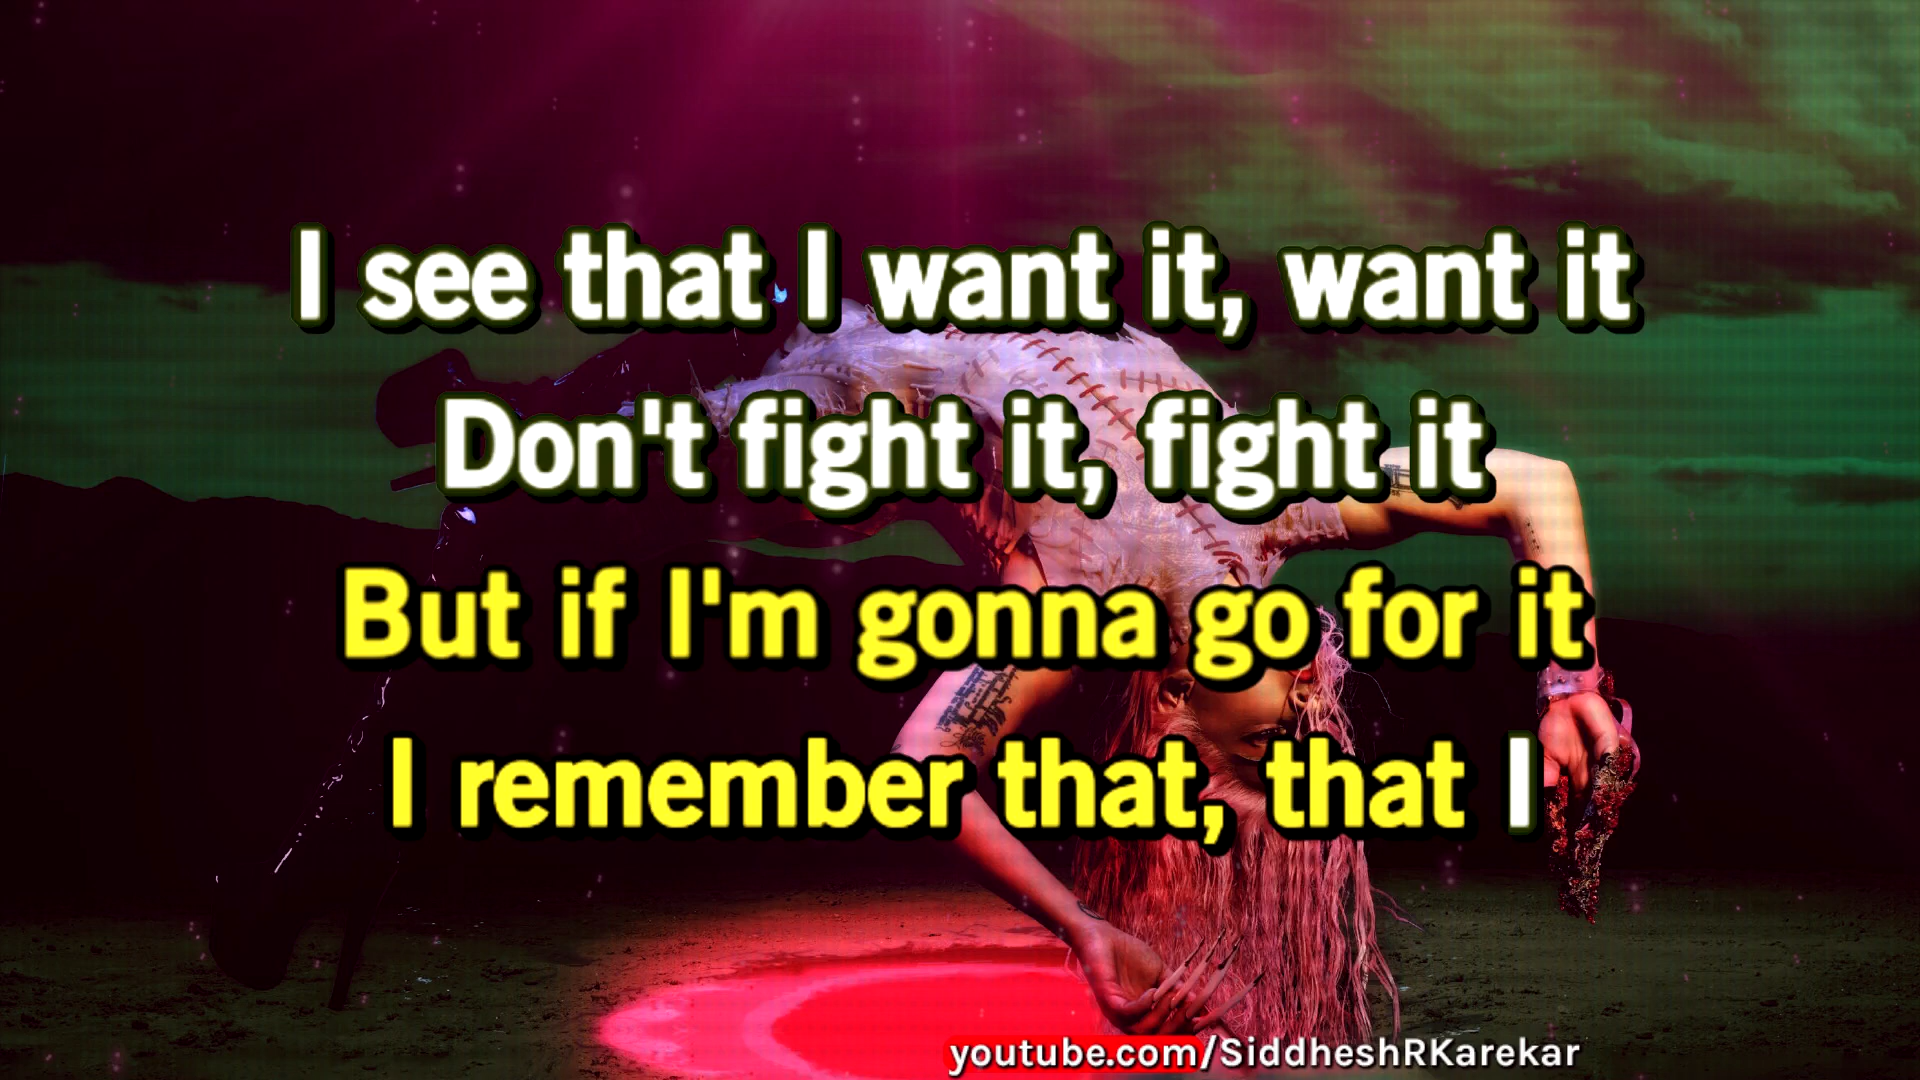 I see that I want it, want it
Don't fight it, fight it
But if I'm gonna go for it
I remember that, that I
youtube.com/SiddheshRKarekar